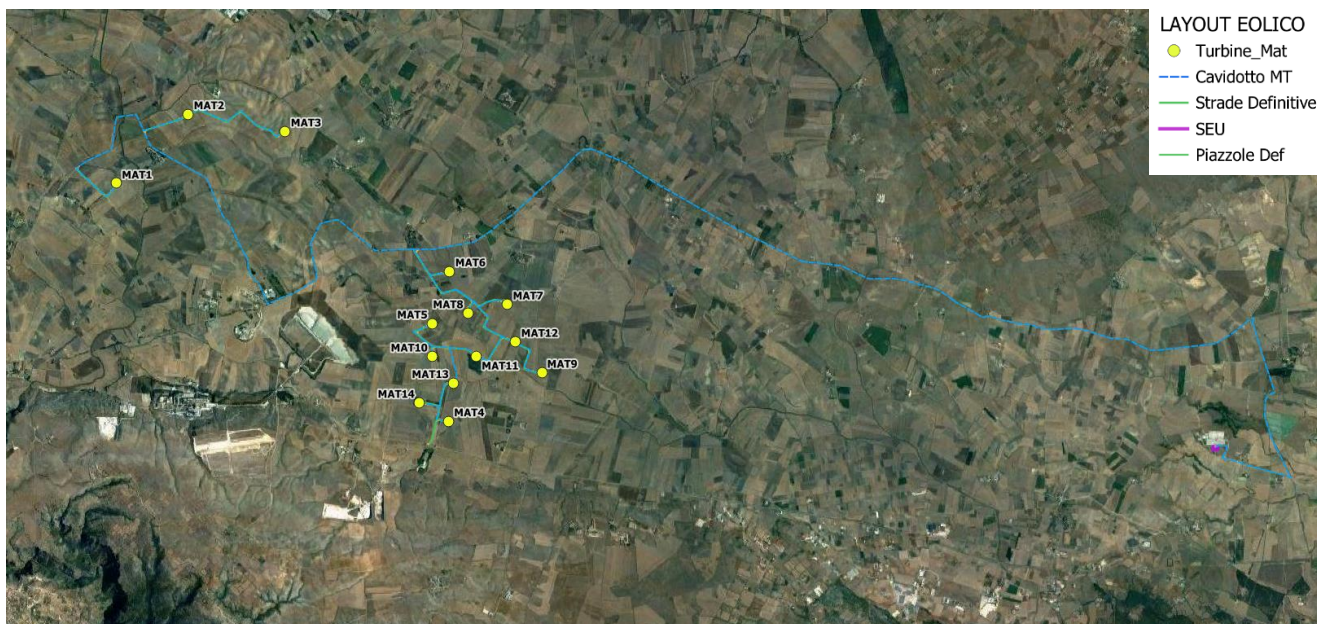 LAYOUT EOLICO
Turbine_Mat
Cavidotto MT
Strade Definitive
SEU
Piazzole Def
MAT2
MAT3
MAT1
MAT6
MAT7
MAT8
MAT5
MAT12
MAT10
MAT11
MAT9
MAT13
MAT14
MAT4